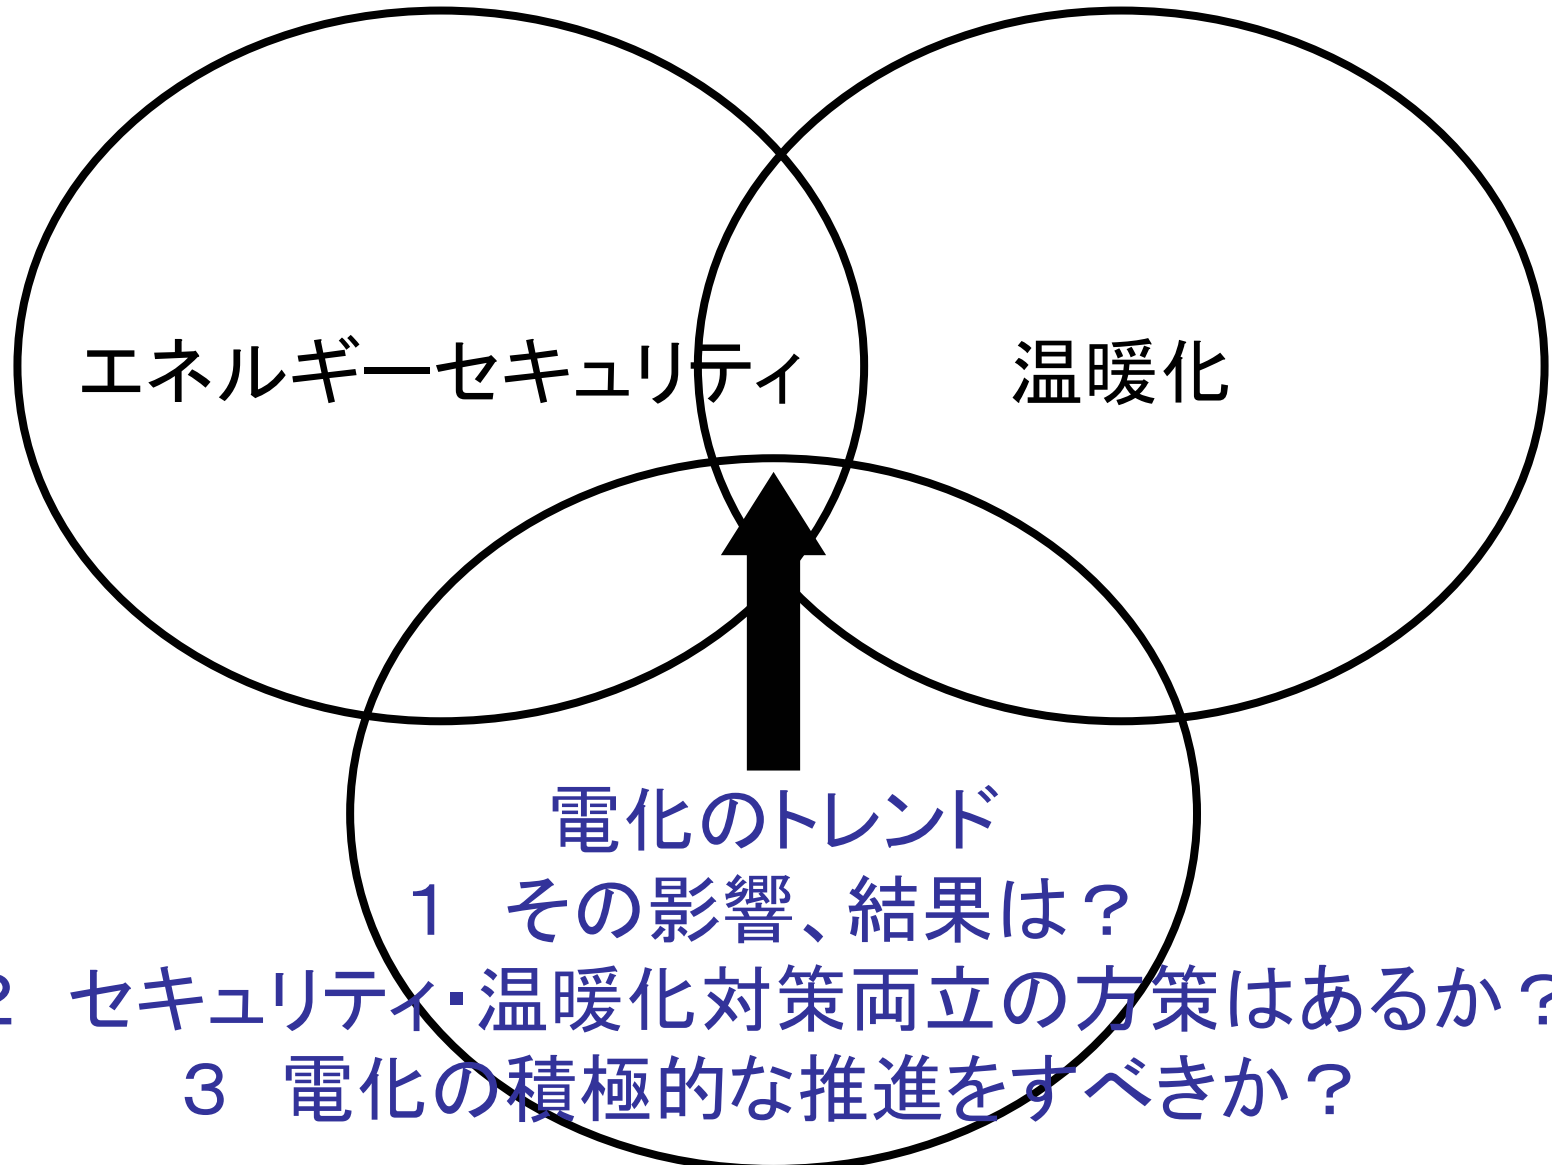 エネルギーセキュリティ
温暖化
電化のトレンド
１　その影響、結果は？
２　セキュリティ・温暖化対策両立の方策はあるか？
３　電化の積極的な推進をすべきか？